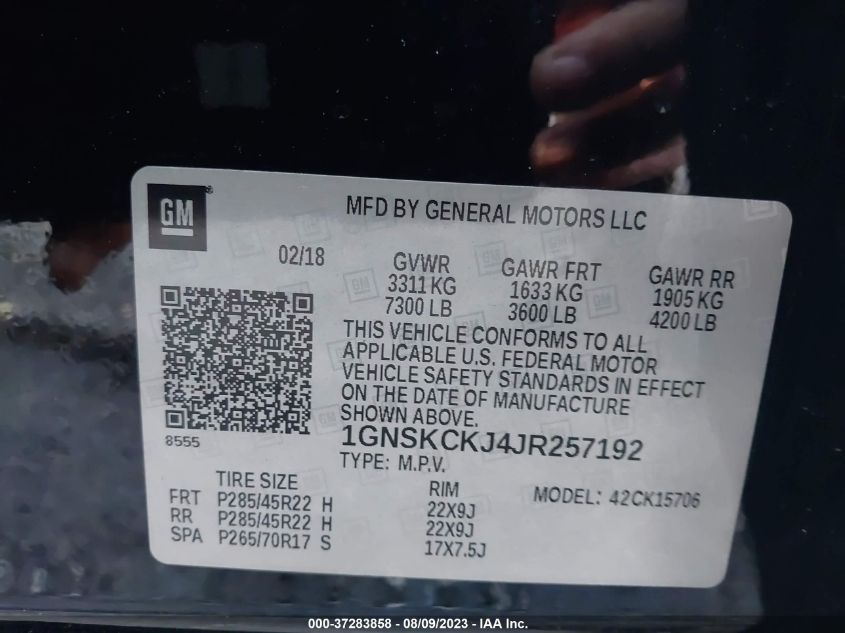 GM®
MFD BY GENERAL MOTORS LLC
02/18
GVWR
3311 KG
7300 LB
GAWR FRT
1633 KG
3600 LB
GAWR RR
1905 KG
4200 LB
THIS VEHICLE CONFORMS TO ALL
APPLICABLE U.S. FEDERAL MOTOR
VEHICLE SAFETY STANDARDS IN EFFECT
ON THE DATE OF MANUFACTURE
SHOWN ABOVE.
8555
1GNSKCKJ4JR257192
TYPE: M.P.V.
TIRE SIZE
RIM
MODEL: 42CK15706
FRT P285/45R22 H 22X9J
RR P285/45R22 H 22X9J
SPA P265/70R17 S 17X7.5J
000-37283858 - 08/09/2023 - IAA Inc.